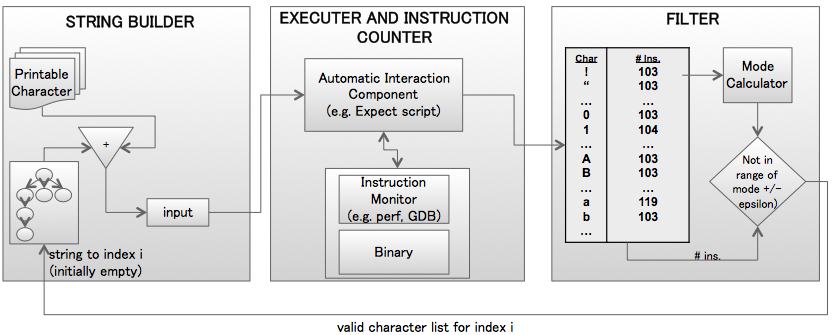 STRING BUILDER
Printable
Character
+
input
string to index i
(initially empty)
EXECUTER AND INSTRUCTION
COUNTER
Automatic Interaction
Component
(e.g. Expect script)
Instruction
Monitor
(e.g. perf, GDB)
Binary
FILTER
Char # Ins.
! 103
“ 103
... ...
0 103
1 104
... ...
A 103
B 103
... ...
a 119
b 103
...
Mode
Calculator
Not in
range of
mode +/-
epsilon)
# ins.
valid character list for index i